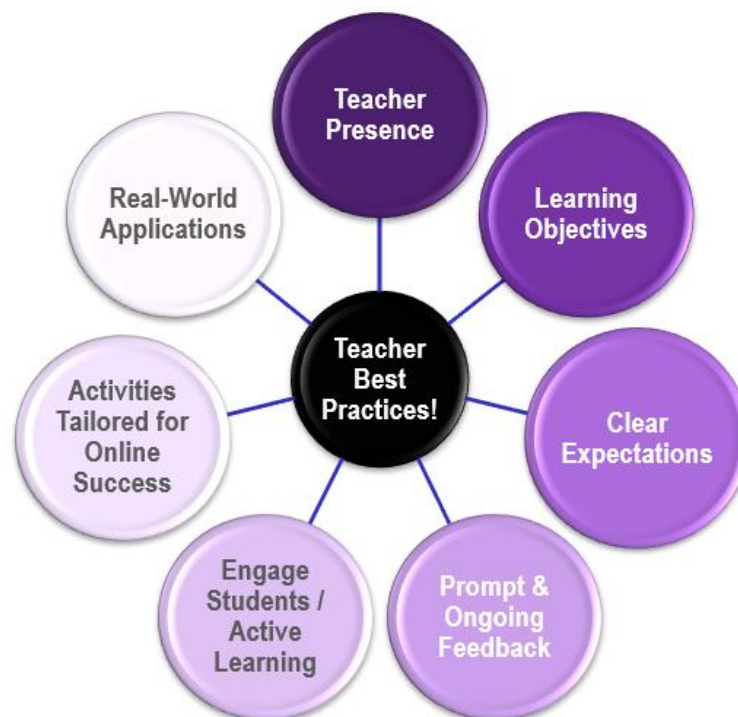 Teacher
Presence
Learning
Objectives
Clear
Expectations
Prompt &
Ongoing
Feedback
Engage
Students /
Active
Learning
Activities
Tailored for
Online
Success
Real-World
Applications
Teacher
Best
Practices!